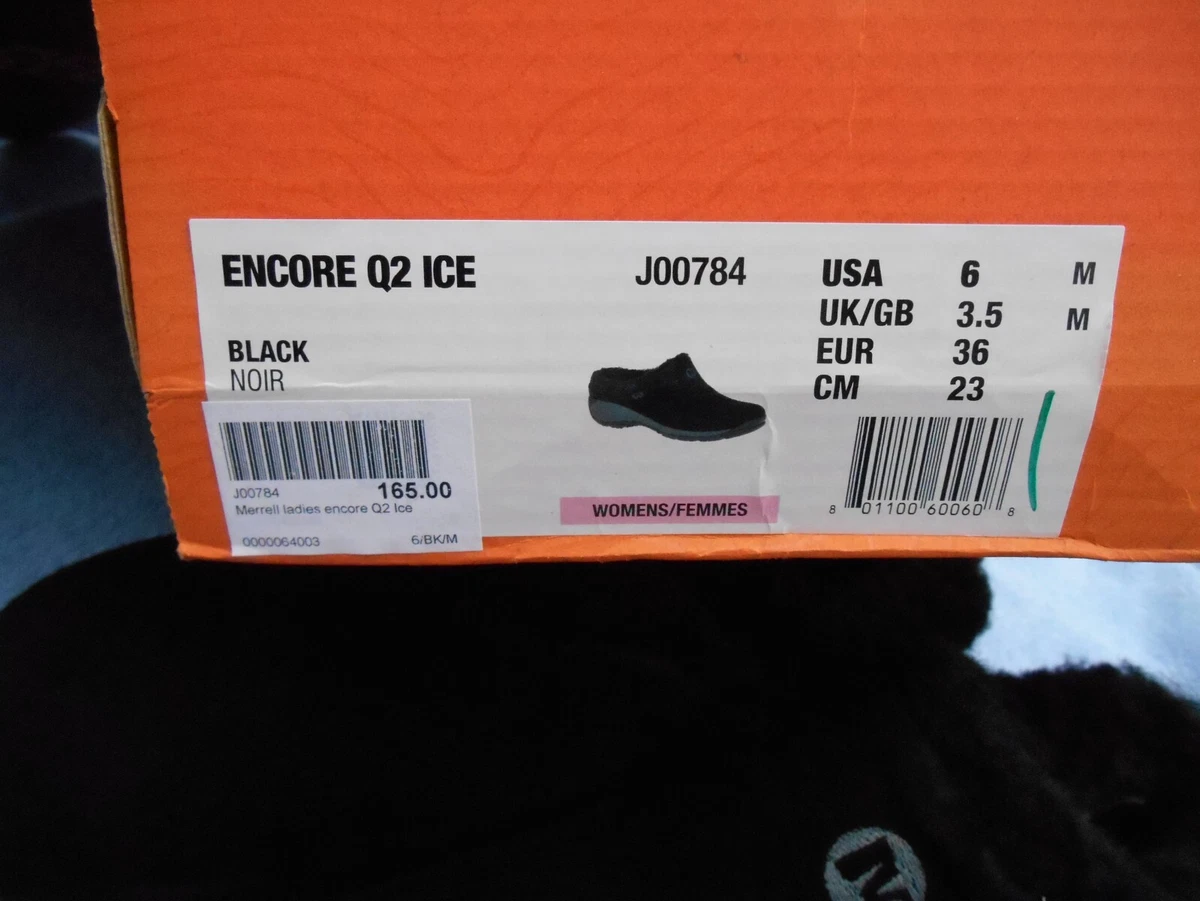 ENCORE Q2 ICE
J00784
BLACK
NOIR
USA 6 M
UK/GB 3.5 M
EUR 36
CM 23
WOMENS/FEMMES
8 01100 60060 8
J00784 165.00
Merrell ladies encore Q2 Ice
0000064003 6/BK/M